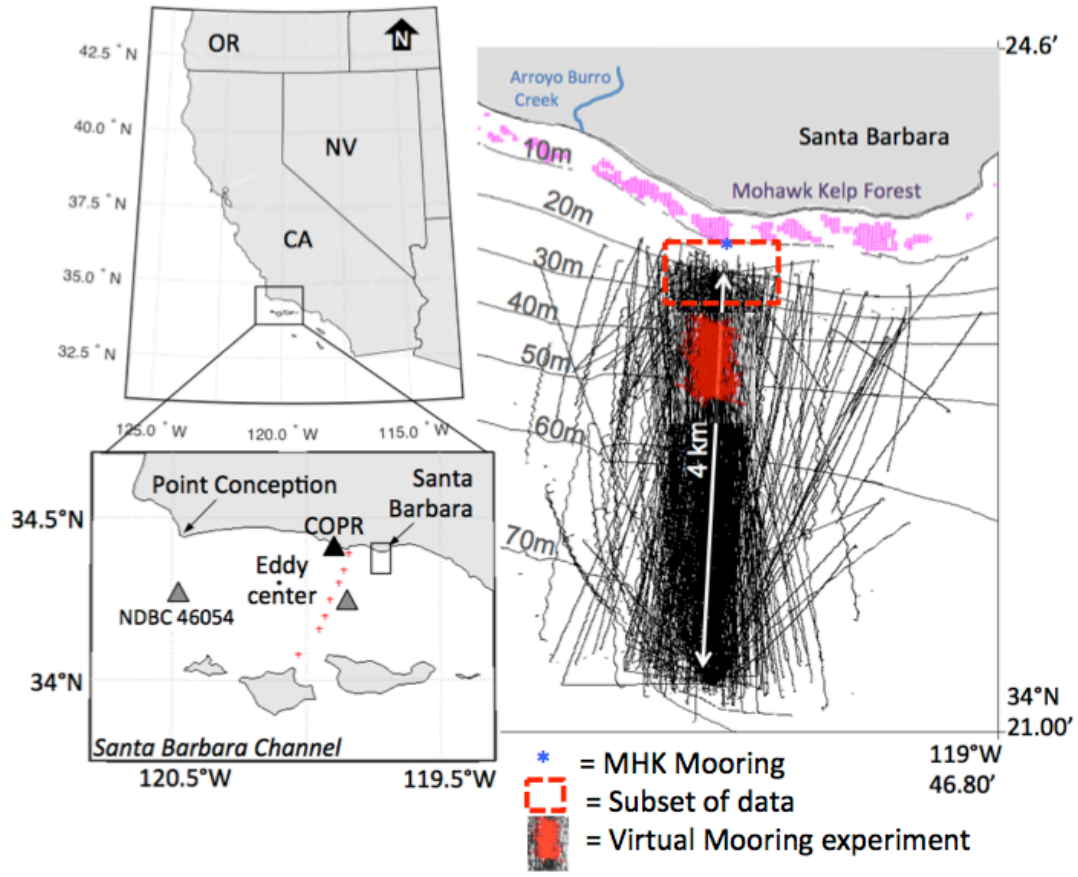 OR
N
42.5 ° N
40.0 ° N
NV
37.5 ° N
CA
35.0 ° N
32.5 ° N
125.0 ° W
120.0 ° W
115.0 ° W
Point Conception
Santa
Barbara
34.5°N
COPR
Eddy
center
NDBC 46054
34°N
Santa Barbara Channel
120.5°W
119.5°W
24.6’
Arroyo Burro
Creek
Santa Barbara
10m
Mohawk Kelp Forest
20m
30m
40m
50m
60m
4 km
70m
34°N
21.00’
119°W
46.80’
* = MHK Mooring
= Subset of data
= Virtual Mooring experiment